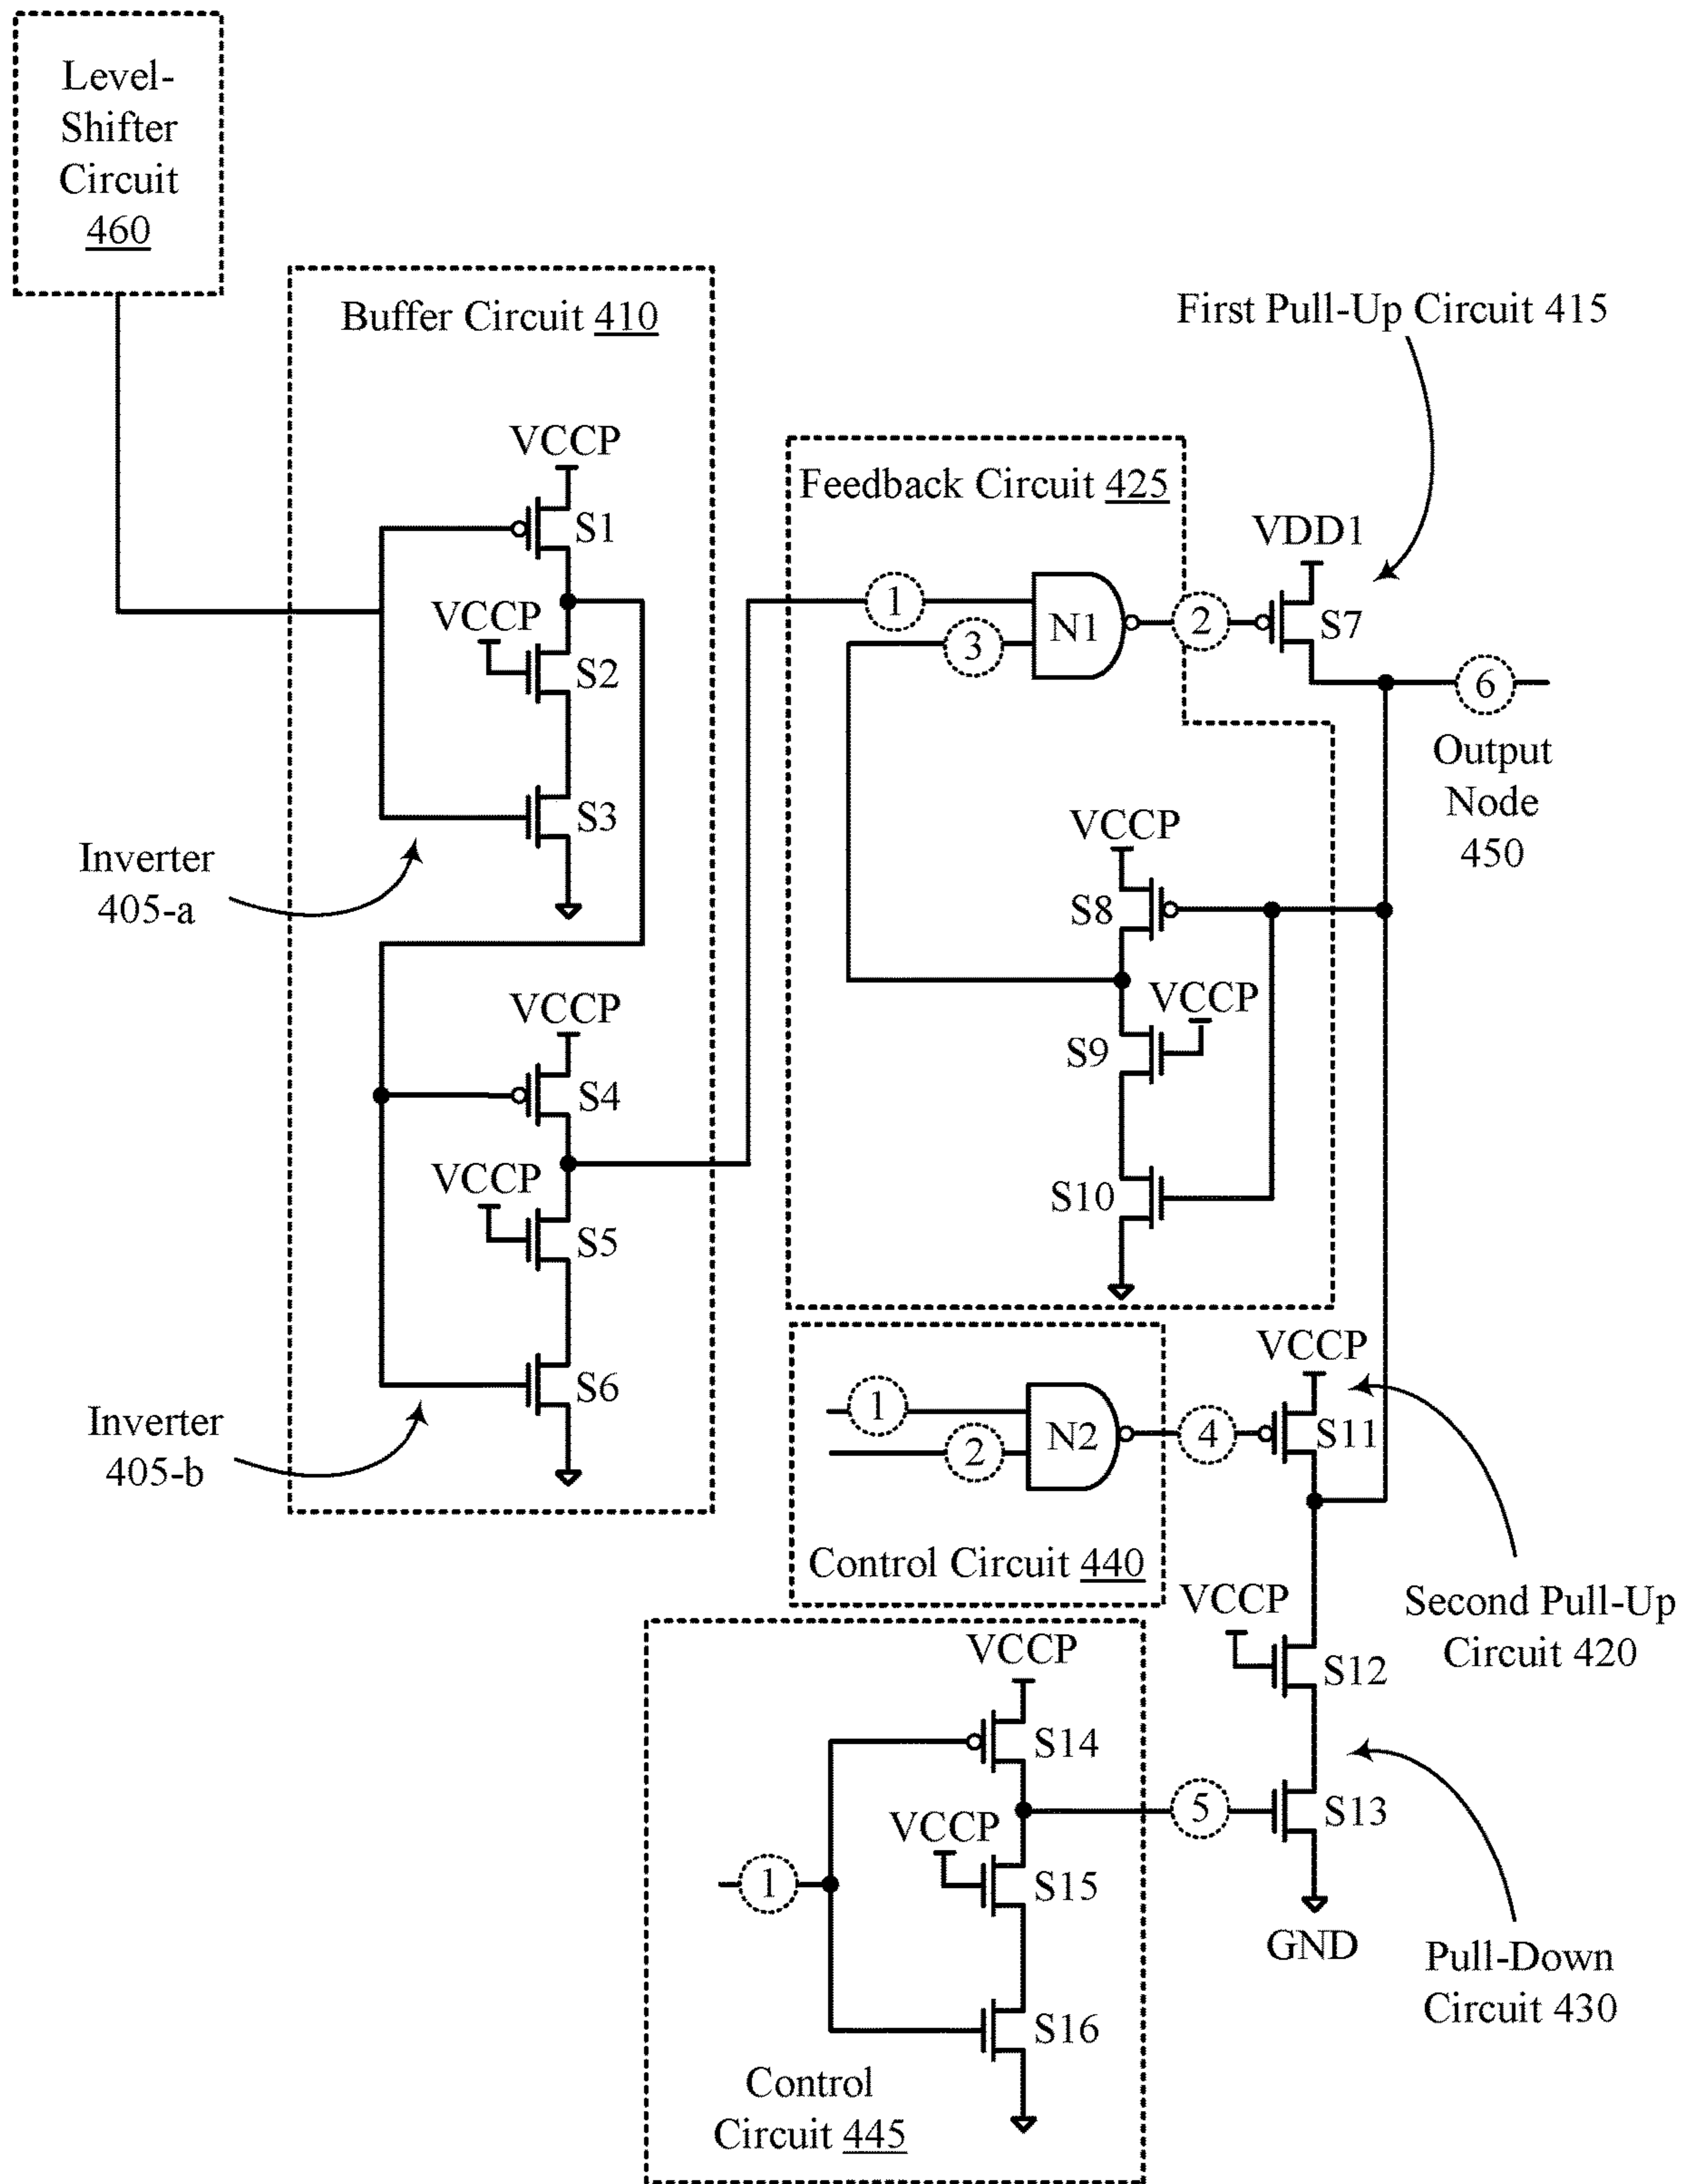 Level-
Shifter
Circuit
460
Buffer Circuit 410
First Pull-Up Circuit 415
VCCP
S1
VCCP
S2
S3
Inverter
405-a
VCCP
S4
VCCP
S5
S6
Inverter
405-b
Feedback Circuit 425
1
3
N1
2
VDD1
S7
6
Output
Node
450
VCCP
S8
VCCP
S9
S10
1
2
N2
4
VCCP
S11
Control Circuit 440
Second Pull-Up
Circuit 420
VCCP
S12
S13
GND
Pull-Down
Circuit 430
VCCP
S14
5
VCCP
S15
1
S16
Control
Circuit 445